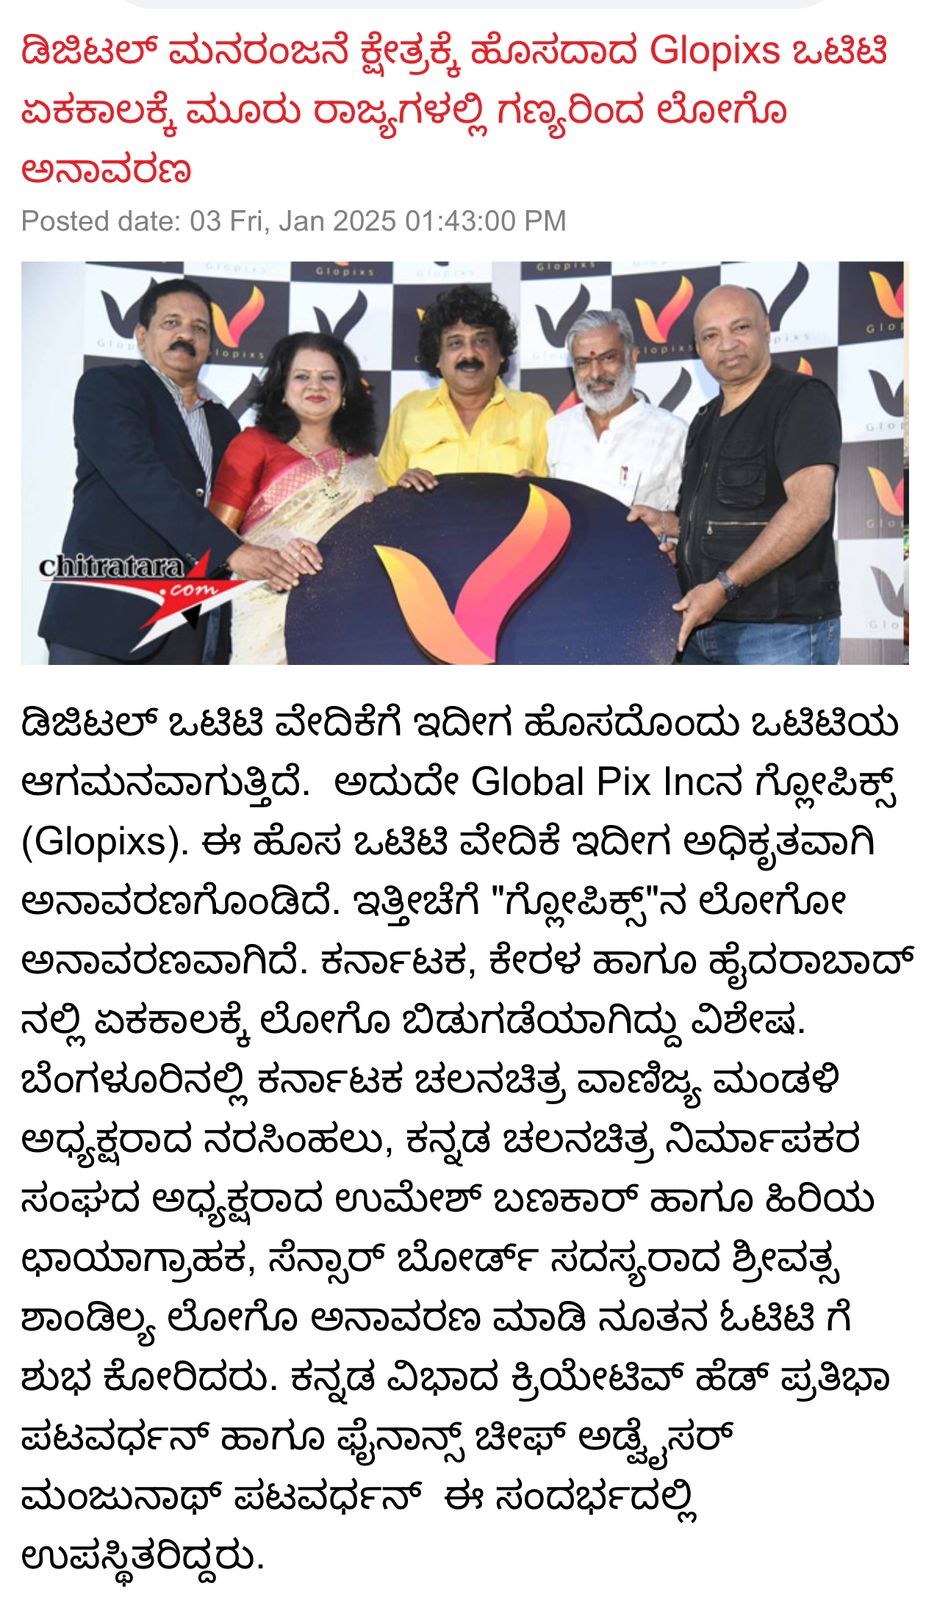 ಡಿಜಿಟಲ್ ಮನರಂಜನೆ ಕ್ಷೇತ್ರಕ್ಕೆ ಹೊಸದಾದ Glopixs ಒಟಿಟಿ
ಏಕಕಾಲಕ್ಕೆ ಮೂರು ರಾಜ್ಯಗಳಲ್ಲಿ ಗಣ್ಯರಿಂದ ಲೋಗೊ
ಅನಾವರಣ
Posted date: 03 Fri, Jan 2025 01:43:00 PM
Glopixs
Glopixs
Glopixs
Glopixs
chitratara
.com
ಡಿಜಿಟಲ್ ಒಟಿಟಿ ವೇದಿಕೆಗೆ ಇದೀಗ ಹೊಸದೊಂದು ಒಟಿಟಿಯ
ಆಗಮನವಾಗುತ್ತಿದೆ.  ಅದುದೇ Global Pix Incನ ಗ್ಲೋಪಿಕ್ಸ್
(Glopixs). ಈ ಹೊಸ ಒಟಿಟಿ ವೇದಿಕೆ ಇದೀಗ ಅಧಿಕೃತವಾಗಿ
ಅನಾವರಣಗೊಂಡಿದೆ. ಇತ್ತೀಚೆಗೆ "ಗ್ಲೋಪಿಕ್ಸ್"ನ ಲೋಗೋ
ಅನಾವರಣವಾಗಿದೆ. ಕರ್ನಾಟಕ, ಕೇರಳ ಹಾಗೂ ಹೈದರಾಬಾದ್
ನಲ್ಲಿ ಏಕಕಾಲಕ್ಕೆ ಲೋಗೊ ಬಿಡುಗಡೆಯಾಗಿದ್ದು ವಿಶೇಷ.
ಬೆಂಗಳೂರಿನಲ್ಲಿ ಕರ್ನಾಟಕ ಚಲನಚಿತ್ರ ವಾಣಿಜ್ಯ ಮಂಡಳಿ
ಅಧ್ಯಕ್ಷರಾದ ನರಸಿಂಹಲು, ಕನ್ನಡ ಚಲನಚಿತ್ರ ನಿರ್ಮಾಪಕರ
ಸಂಘದ ಅಧ್ಯಕ್ಷರಾದ ಉಮೇಶ್ ಬಣಕಾರ್ ಹಾಗೂ ಹಿರಿಯ
ಛಾಯಾಗ್ರಾಹಕ, ಸೆನ್ಸಾರ್ ಬೋರ್ಡ್ ಸದಸ್ಯರಾದ ಶ್ರೀವತ್ಸ
ಶಾಂಡಿಲ್ಯ ಲೋಗೊ ಅನಾವರಣ ಮಾಡಿ ನೂತನ ಓಟಿಟಿ ಗೆ
ಶುಭ ಕೋರಿದರು. ಕನ್ನಡ ವಿಭಾದ ಕ್ರಿಯೇಟಿವ್ ಹೆಡ್ ಪ್ರತಿಭಾ
ಪಟವರ್ಧನ್ ಹಾಗೂ ಫೈನಾನ್ಸ್ ಚೀಫ್ ಅಡ್ವೈಸರ್
ಮಂಜುನಾಥ್ ಪಟವರ್ಧನ್  ಈ ಸಂದರ್ಭದಲ್ಲಿ
ಉಪಸ್ಥಿತರಿದ್ದರು.